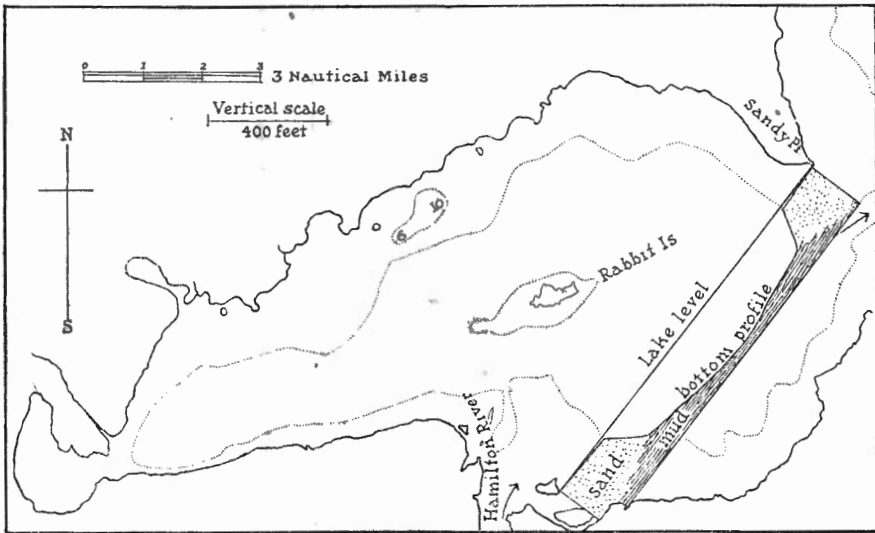 0 1 2 3
3 Nautical Miles
Vertical scale
400 feet
N
S
Sandy Pt
10
6
Rabbit Is
Lake level
bottom profile
mud
sand
Hamilton River